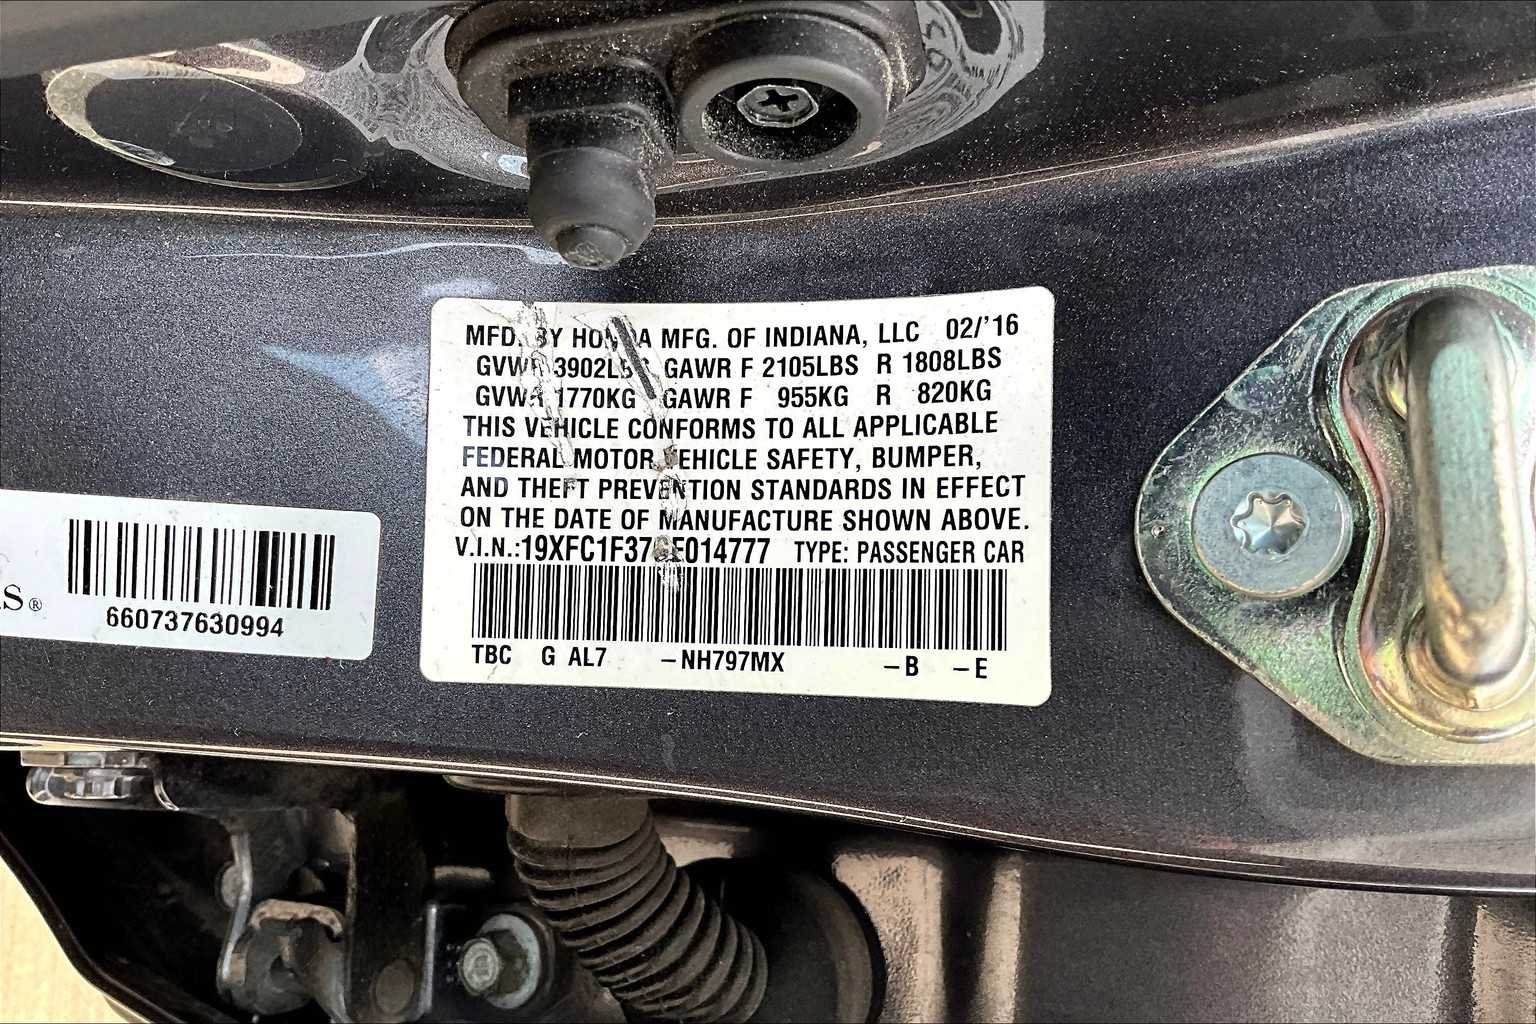 MFD. BY HONDA MFG. OF INDIANA, LLC 02/'16
GVWR 3902LBS GAWR F 2105LBS R 1808LBS
GVWR 1770KG GAWR F 955KG R 820KG
THIS VEHICLE CONFORMS TO ALL APPLICABLE
FEDERAL MOTOR VEHICLE SAFETY, BUMPER,
AND THEFT PREVENTION STANDARDS IN EFFECT
ON THE DATE OF MANUFACTURE SHOWN ABOVE.
V.I.N.:19XFC1F37GE014777 TYPE: PASSENGER CAR
TBC G AL7 –NH797MX –B –E
660737630994